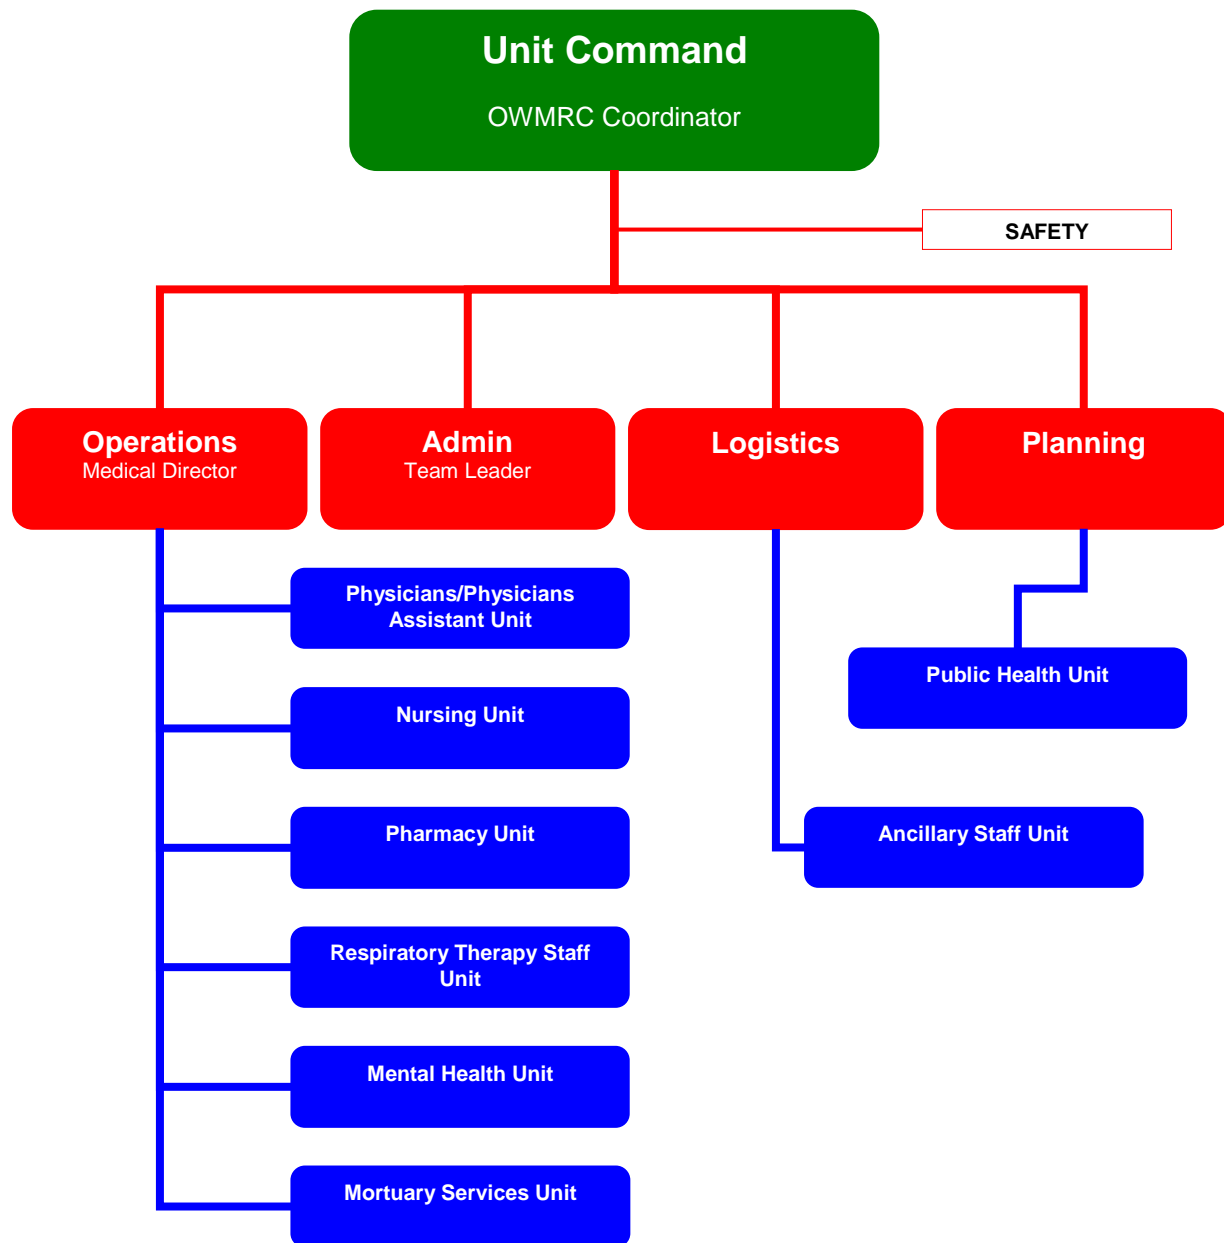 Unit Command
OWMRC Coordinator
SAFETY
Operations
Medical Director
Admin
Team Leader
Logistics
Planning
Physicians/Physicians
Assistant Unit
Public Health Unit
Nursing Unit
Pharmacy Unit
Ancillary Staff Unit
Respiratory Therapy Staff
Unit
Mental Health Unit
Mortuary Services Unit